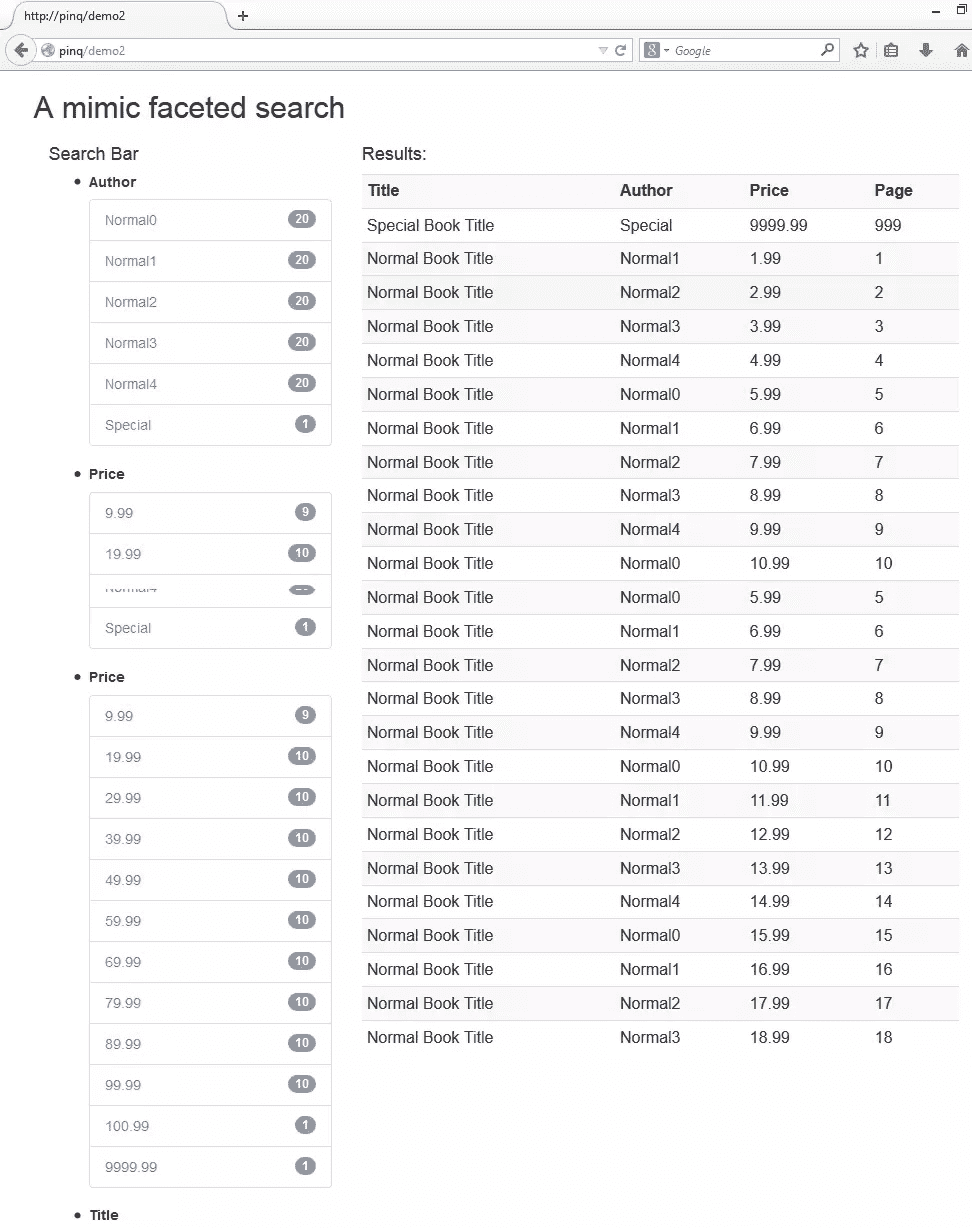 http://pinq/demo2
pinq/demo2
Google
A mimic faceted search
Search Bar
Author
Normal0 20
Normal1 20
Normal2 20
Normal3 20
Normal4 20
Special 1
Price
9.99 9
19.99 10
Special 1
Price
9.99 9
19.99 10
29.99 10
39.99 10
49.99 10
59.99 10
69.99 10
79.99 10
89.99 10
99.99 10
100.99 1
9999.99 1
Title
Results:
Title Author Price Page
Special Book Title Special 9999.99 999
Normal Book Title Normal1 1.99 1
Normal Book Title Normal2 2.99 2
Normal Book Title Normal3 3.99 3
Normal Book Title Normal4 4.99 4
Normal Book Title Normal0 5.99 5
Normal Book Title Normal1 6.99 6
Normal Book Title Normal2 7.99 7
Normal Book Title Normal3 8.99 8
Normal Book Title Normal4 9.99 9
Normal Book Title Normal0 10.99 10
Normal Book Title Normal0 5.99 5
Normal Book Title Normal1 6.99 6
Normal Book Title Normal2 7.99 7
Normal Book Title Normal3 8.99 8
Normal Book Title Normal4 9.99 9
Normal Book Title Normal0 10.99 10
Normal Book Title Normal1 11.99 11
Normal Book Title Normal2 12.99 12
Normal Book Title Normal3 13.99 13
Normal Book Title Normal4 14.99 14
Normal Book Title Normal0 15.99 15
Normal Book Title Normal1 16.99 16
Normal Book Title Normal2 17.99 17
Normal Book Title Normal3 18.99 18